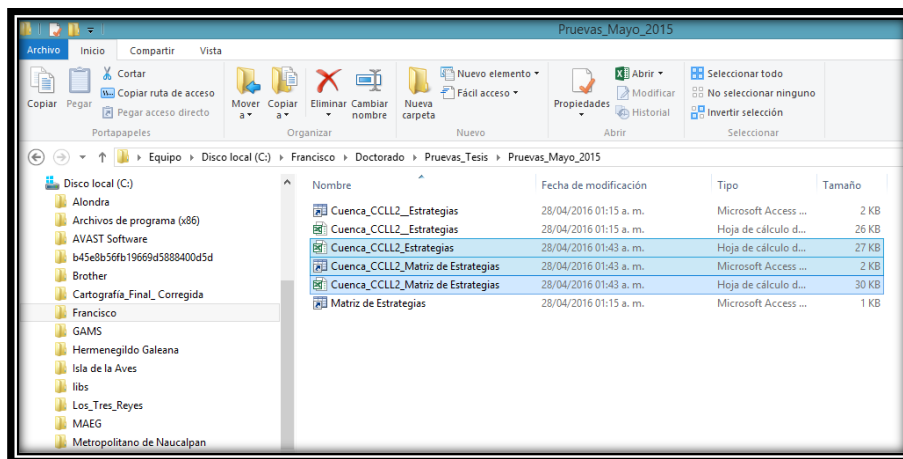 Pruevas_Mayo_2015
Archivo Inicio Compartir Vista
Copiar Pegar Cortar Copiar ruta de acceso Pegar acceso directo
Portapapeles
Mover a Copiar a Eliminar Cambiar nombre
Organizar
Nueva carpeta Nuevo elemento Fácil acceso
Nuevo
Propiedades Abrir Modificar Historial
Abrir
Seleccionar todo No seleccionar ninguno Invertir selección
Seleccionar
Equipo Disco local (C:) Francisco Doctorado Pruevas_Tesis Pruevas_Mayo_2015
Disco local (C:)
Alondra
Archivos de programa (x86)
AVAST Software
b45e8b56fb19669d5888400d5d
Brother
Cartografía_Final_Corregida
Francisco
GAMS
Hermenegildo Galeana
Isla de la Aves
libs
Los_Tres_Reyes
MAEG
Metropolitano de Naucalpan
Nombre Fecha de modificación Tipo Tamaño
Cuenca_CCLL2__Estrategias 28/04/2016 01:15 a. m. Microsoft Access ... 2 KB
Cuenca_CCLL2__Estrategias 28/04/2016 01:15 a. m. Hoja de cálculo d... 26 KB
Cuenca_CCLL2_Estrategias 28/04/2016 01:43 a. m. Hoja de cálculo d... 27 KB
Cuenca_CCLL2_Matriz de Estrategias 28/04/2016 01:43 a. m. Microsoft Access ... 2 KB
Cuenca_CCLL2_Matriz de Estrategias 28/04/2016 01:43 a. m. Hoja de cálculo d... 30 KB
Matriz de Estrategias 28/04/2016 01:15 a. m. Microsoft Access ... 1 KB